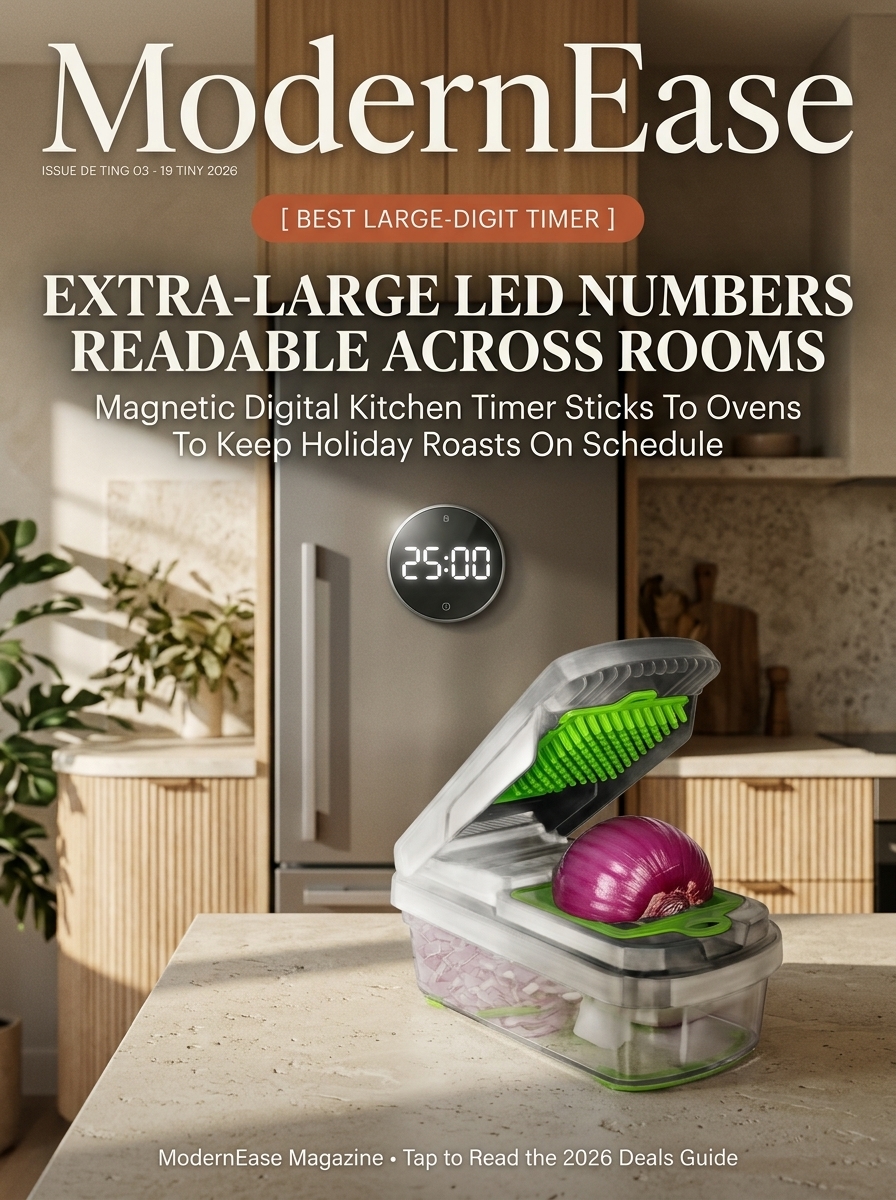 ModernEase
ISSUE DE TING 03 - 19 TINY 2026
[ BEST LARGE-DIGIT TIMER ]
EXTRA-LARGE LED NUMBERS
READABLE ACROSS ROOMS
Magnetic Digital Kitchen Timer Sticks To Ovens
To Keep Holiday Roasts On Schedule
25:00
ModernEase Magazine • Tap to Read the 2026 Deals Guide